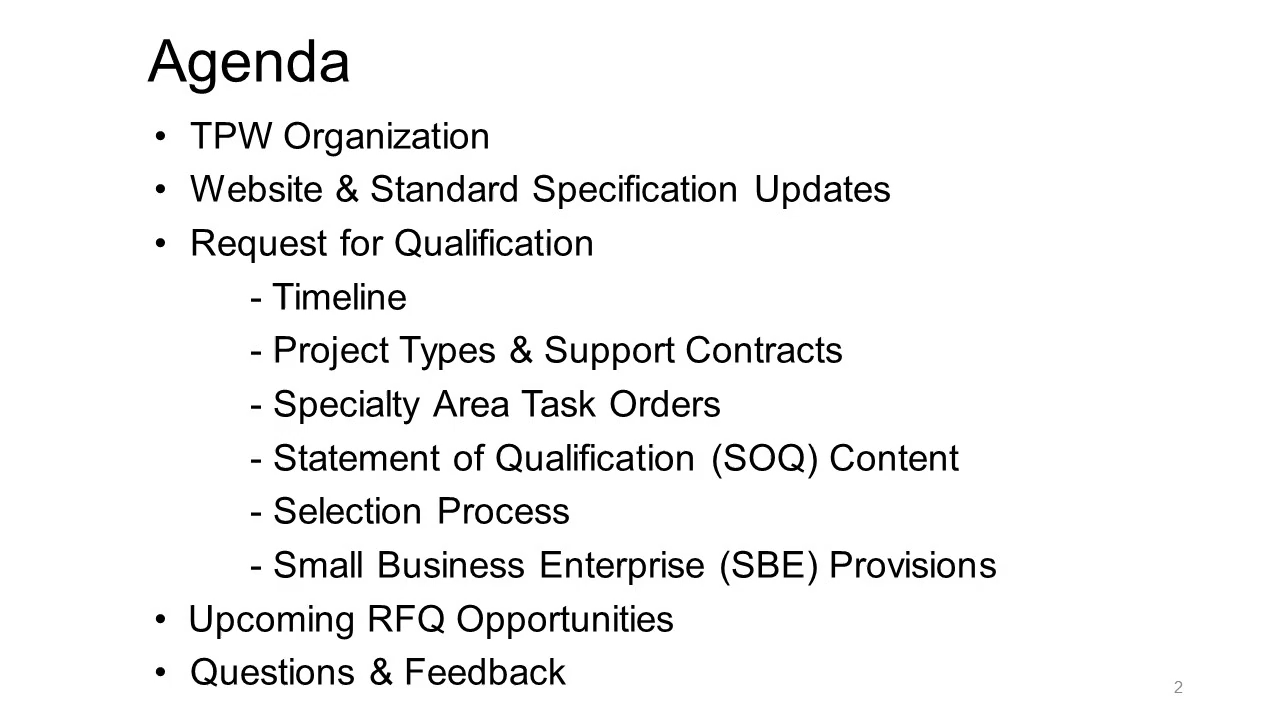 Agenda
• TPW Organization
• Website & Standard Specification Updates
• Request for Qualification
- Timeline
- Project Types & Support Contracts
- Specialty Area Task Orders
- Statement of Qualification (SOQ) Content
- Selection Process
- Small Business Enterprise (SBE) Provisions
• Upcoming RFQ Opportunities
• Questions & Feedback
2